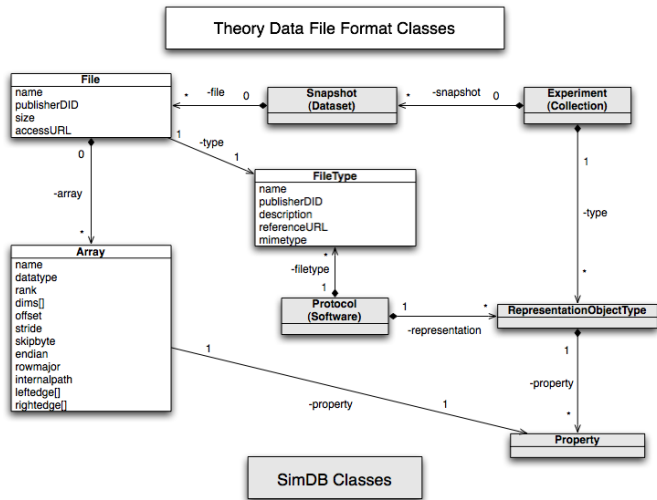 Theory Data File Format Classes
File
name
publisherDID
size
accessURL
* -file 0
Snapshot
(Dataset)
* -snapshot 0
Experiment
(Collection)
1 -type 1
0
-array
*
FileType
name
publisherDID
description
referenceURL
mimetype
1
-type
*
Array
name
datatype
rank
dims[]
offset
stride
skipbyte
endian
rowmajor
internalpath
leftedge[]
rightedge[]
*
-filetype
1
Protocol
(Software)
1 *
-representation
RepresentationObjectType
1
-property
*
1
-property
1
Property
SimDB Classes